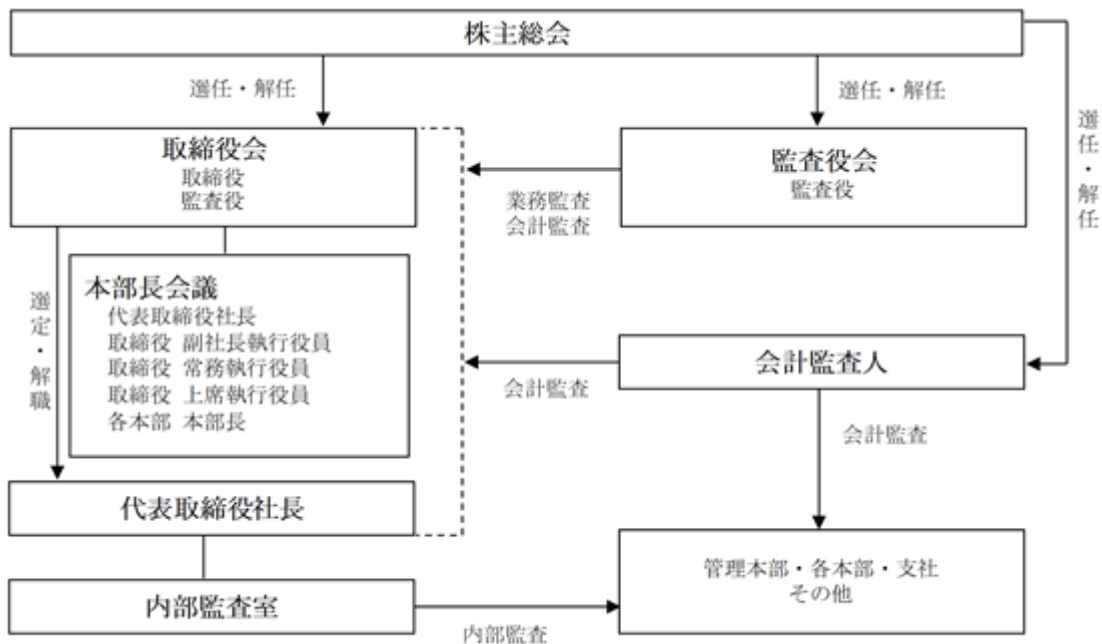 株主総会
選任・解任
選任・解任
選任・解任
取締役会
取締役
監査役
監査役会
監査役
業務監査
会計監査
選定・解職
本部長会議
代表取締役社長
取締役 副社長執行役員
取締役 常務執行役員
取締役 上席執行役員
各本部 本部長
会計監査人
会計監査
会計監査
代表取締役社長
管理本部・各本部・支社
その他
内部監査室
内部監査